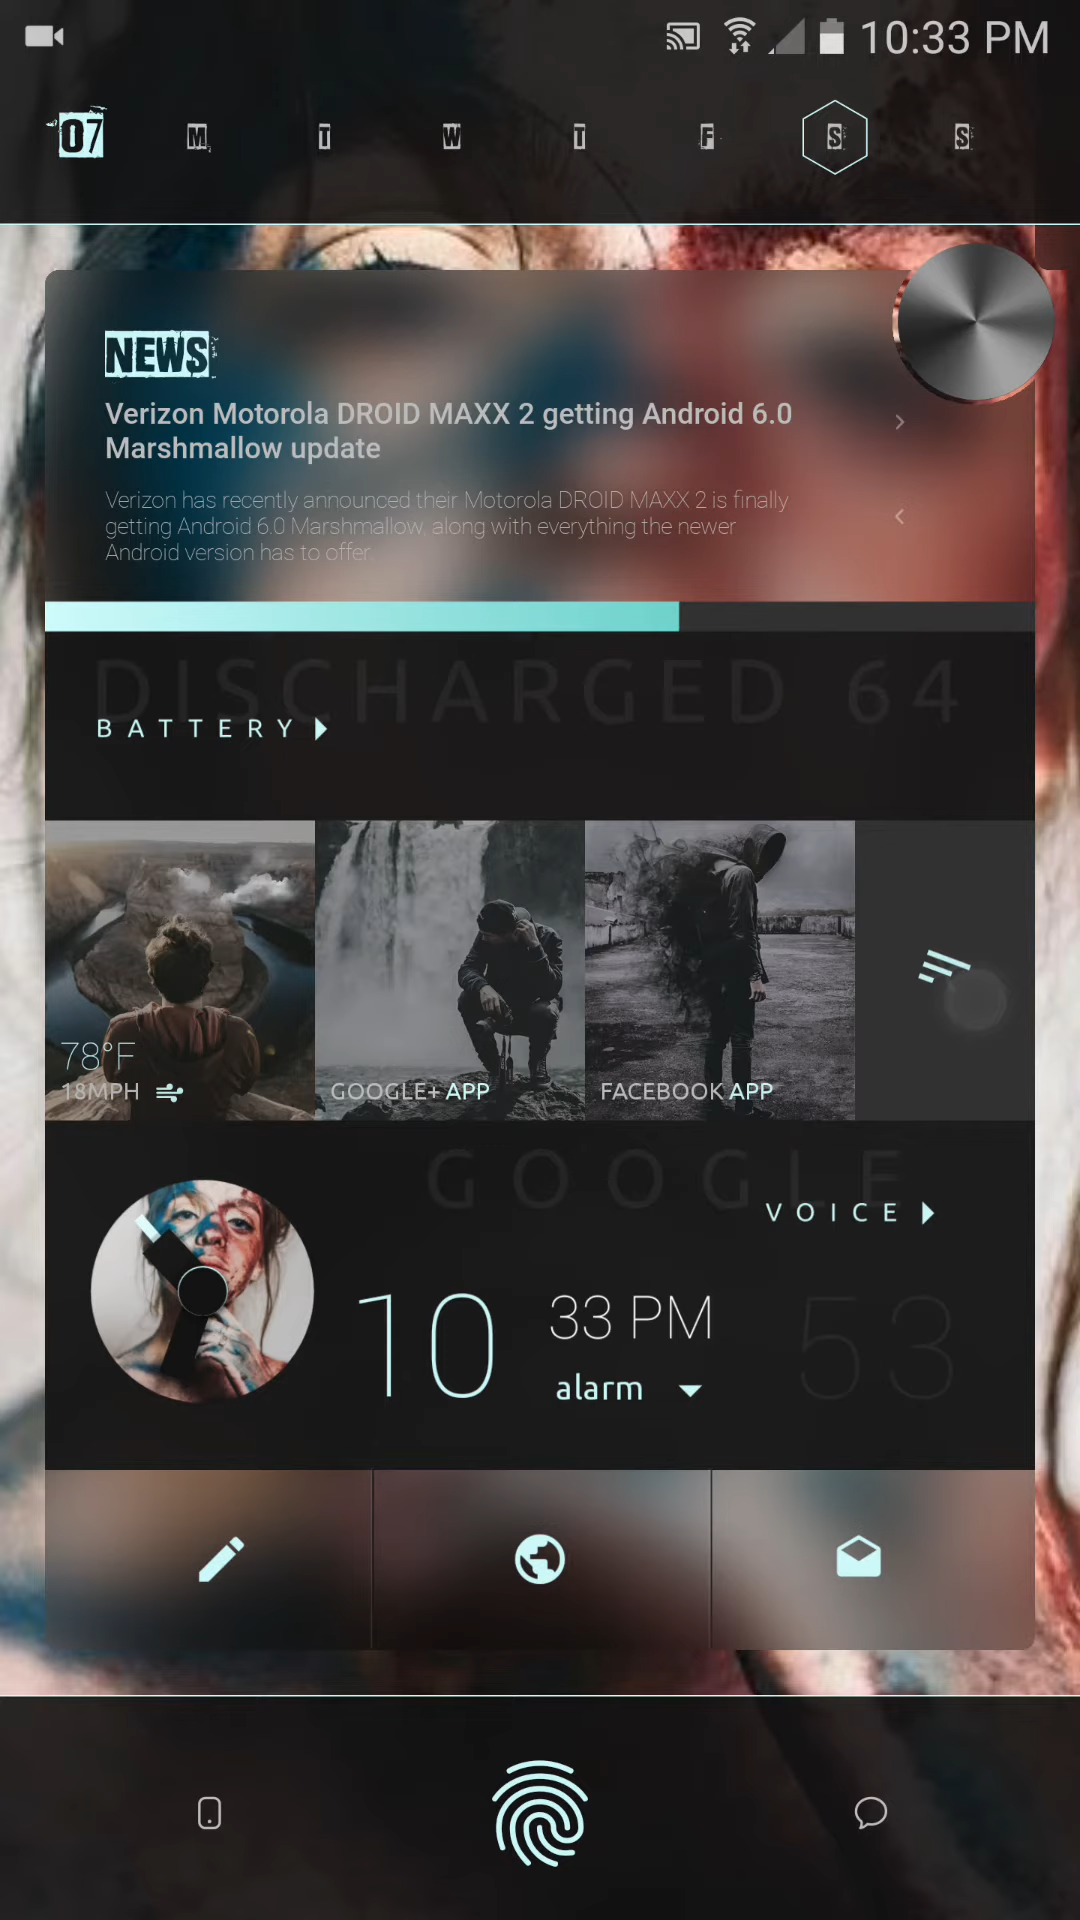 10:33 PM
07 M T W T F S S
NEWS
Verizon Motorola DROID MAXX 2 getting Android 6.0
Marshmallow update
Verizon has recently announced their Motorola DROID MAXX 2 is finally
getting Android 6.0 Marshmallow, along with everything the newer
Android version has to offer.
DISCHARGED 64
BATTERY
78°F
18MPH
GOOGLE+ APP
FACEBOOK APP
GOOGLE
VOICE
10
33 PM
53
alarm